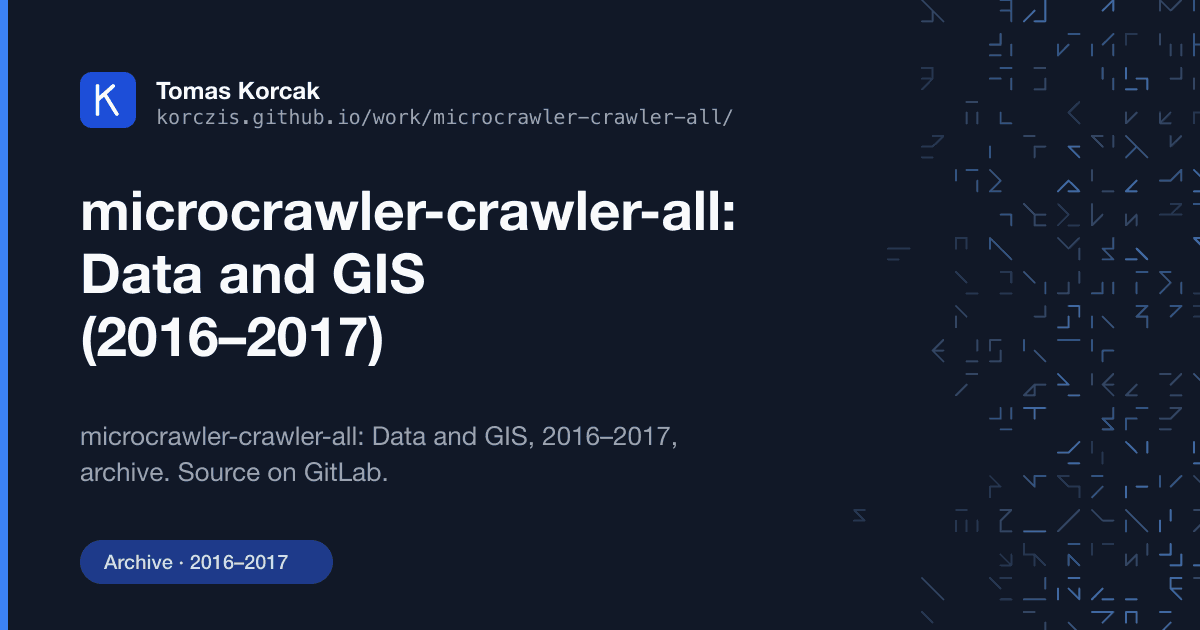 K
Tomas Korcak
korczis.github.io/work/microcrawler-crawler-all/
microcrawler-crawler-all:
Data and GIS
(2016–2017)
microcrawler-crawler-all: Data and GIS, 2016–2017,
archive. Source on GitLab.
Archive · 2016–2017